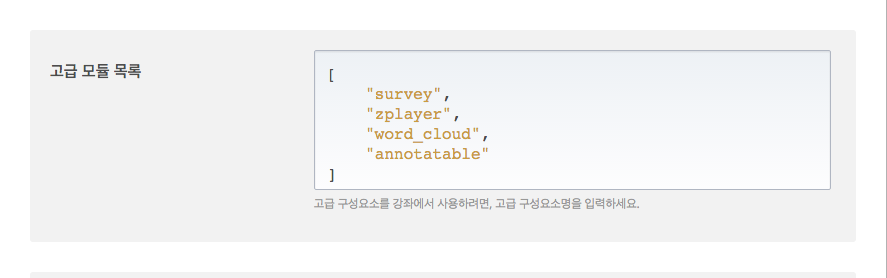 고급 모듈 목록
[
"survey",
"zplayer",
"word_cloud",
"annotatable"
]
고급 구성요소를 강좌에서 사용하려면, 고급 구성요소명을 입력하세요.